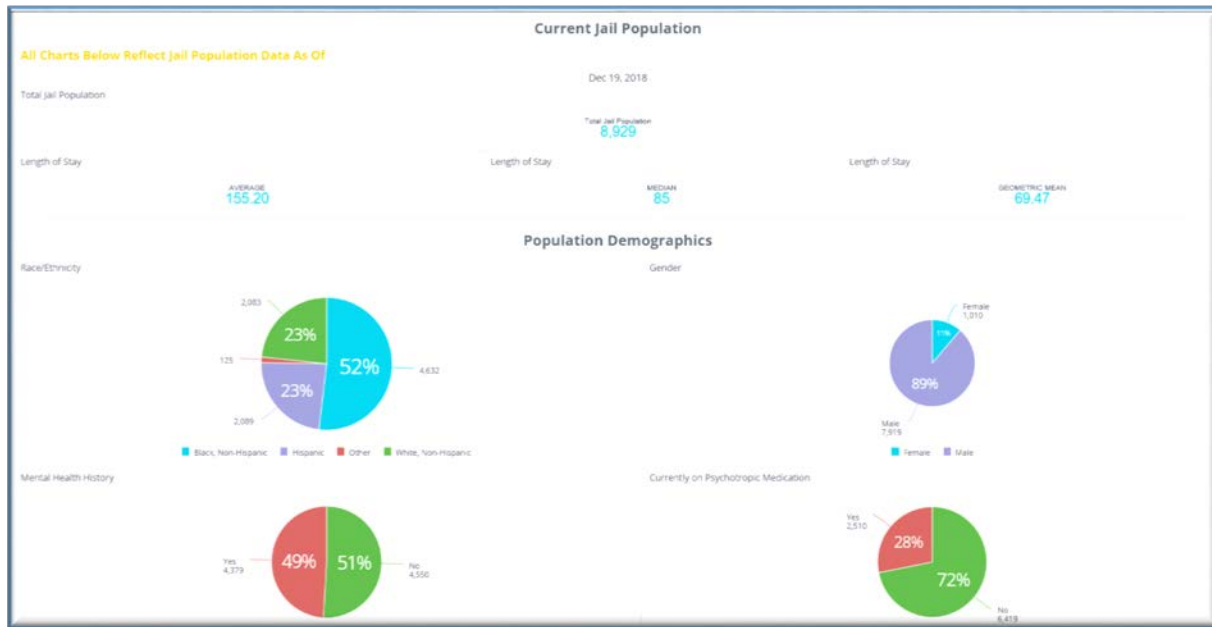 Current Jail Population
All Charts Below Reflect Jail Population Data As Of
Dec 19, 2018
Total Jail Population
Total Jail Population
8,929
Length of Stay
Length of Stay
Length of Stay
AVERAGE
155.20
MEDIAN
85
GEOMETRIC MEAN
69.47
Population Demographics
Race/Ethnicity
2,083
23%
125
52%
4,632
23%
2,089
Black, Non-Hispanic
Hispanic
Other
White, Non-Hispanic
Gender
Female
1,010
11%
89%
Male
7,919
Female
Male
Mental Health History
Yes
4,379
49%
51%
No
4,550
Currently on Psychotropic Medication
Yes
2,510
28%
72%
No
6,419